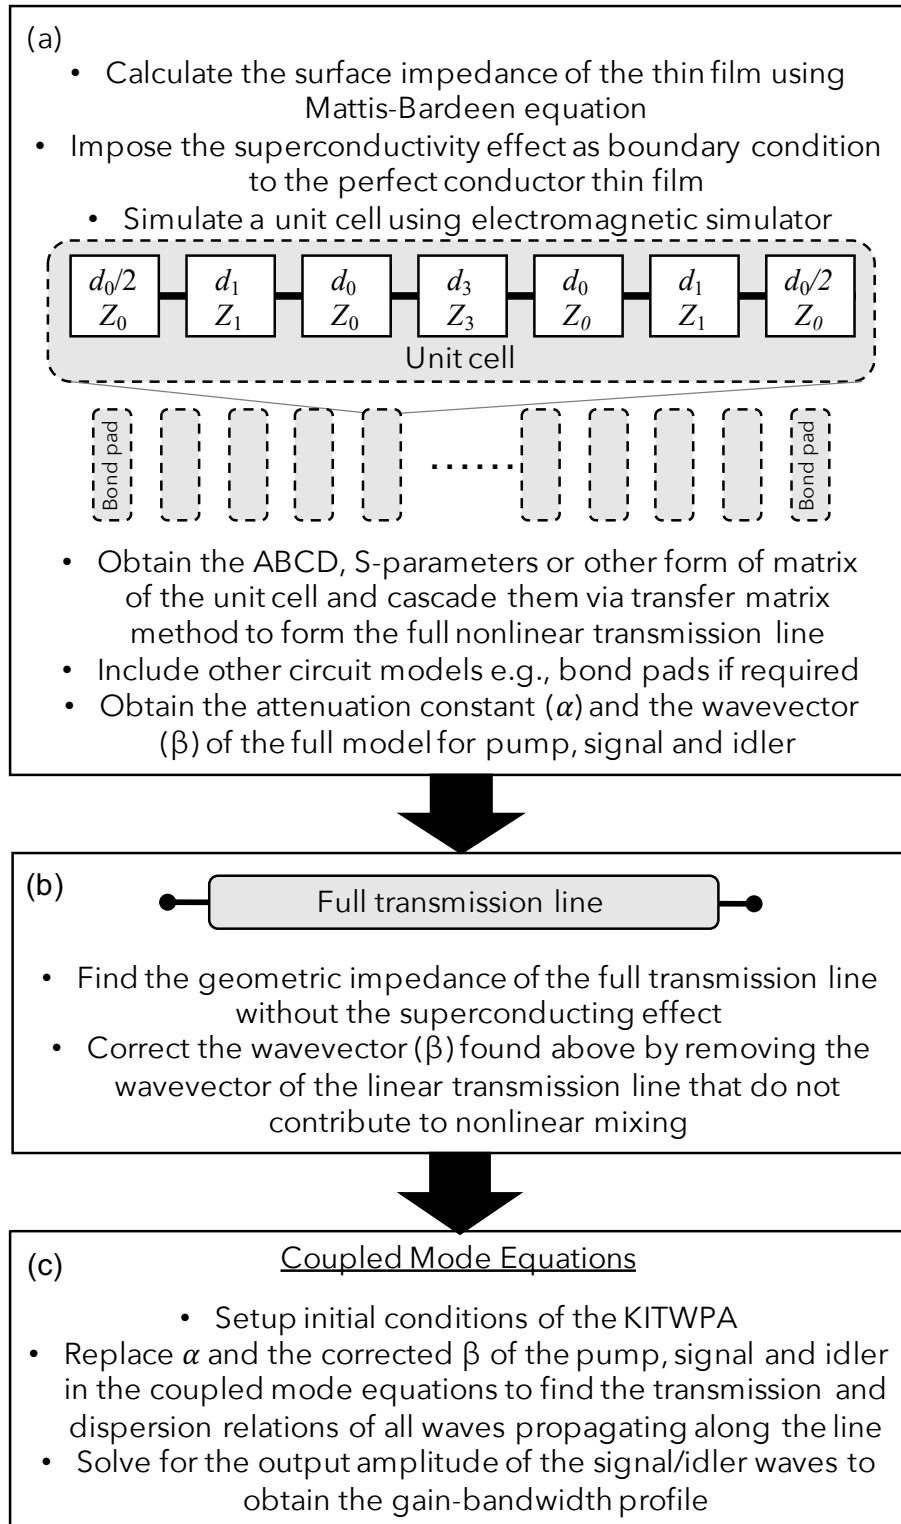 (a)
• Calculate the surface impedance of the thin film using
Mattis-Bardeen equation
• Impose the superconductivity effect as boundary condition
to the perfect conductor thin film
• Simulate a unit cell using electromagnetic simulator
d₀/2 d₁ d₀ d₃ d₀ d₁ d₀/2
Z₀ Z₁ Z₀ Z₃ Z₀ Z₁ Z₀
Unit cell
Bond pad ...... Bond pad
• Obtain the ABCD, S-parameters or other form of matrix
of the unit cell and cascade them via transfer matrix
method to form the full nonlinear transmission line
• Include other circuit models e.g., bond pads if required
• Obtain the attenuation constant (α) and the wavevector
(β) of the full model for pump, signal and idler
(b)
Full transmission line
• Find the geometric impedance of the full transmission line
without the superconducting effect
• Correct the wavevector (β) found above by removing the
wavevector of the linear transmission line that do not
contribute to nonlinear mixing
(c) Coupled Mode Equations
• Setup initial conditions of the KITWPA
• Replace α and the corrected β of the pump, signal and idler
in the coupled mode equations to find the transmission and
dispersion relations of all waves propagating along the line
• Solve for the output amplitude of the signal/idler waves to
obtain the gain-bandwidth profile